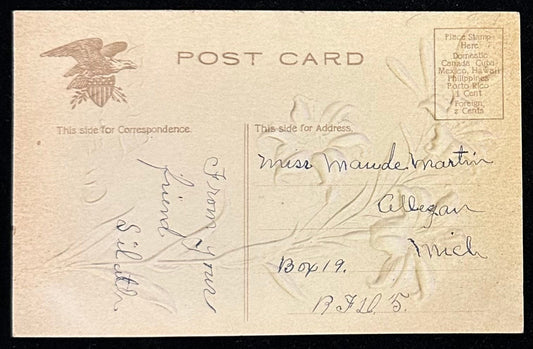 POST CARD
Place Stamp
Here.
Domestic
Canada, Cuba
Mexico, Hawaii
Philippines
Porto Rico
1 Cent
Foreign,
2 Cents
This side for Correspondence.
From your
friend
This side for Address.
Miss Maude Martin
Allegan
Mich
Box 19.
R F D 5.